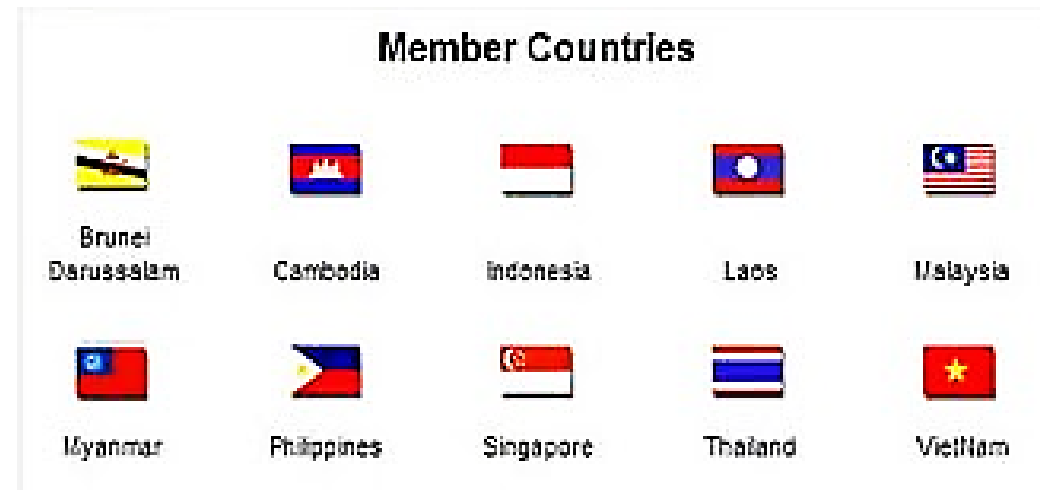 Member Countries
Brunei
Darussalam
Cambodia
Indonesia
Laos
Malaysia
Myanmar
Philippines
Singapore
Thailand
VietNam